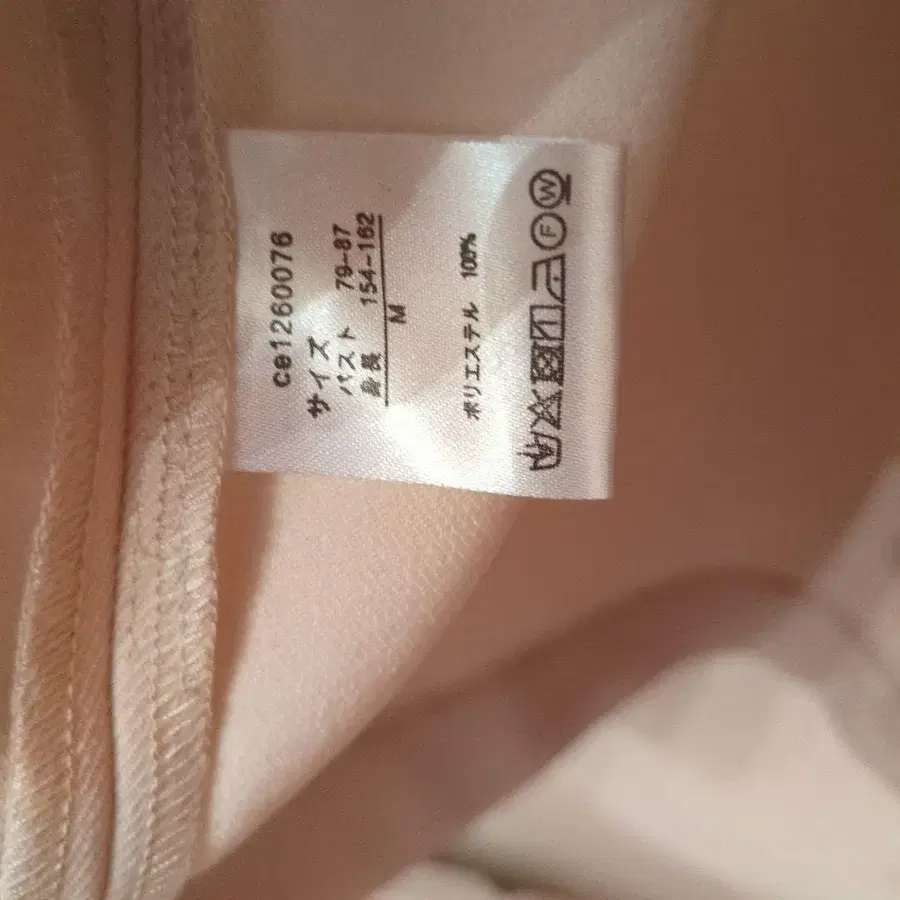 ce1260076
サイズ
バスト 79-87
身長 154-162
M
ポリエステル 100%
F W